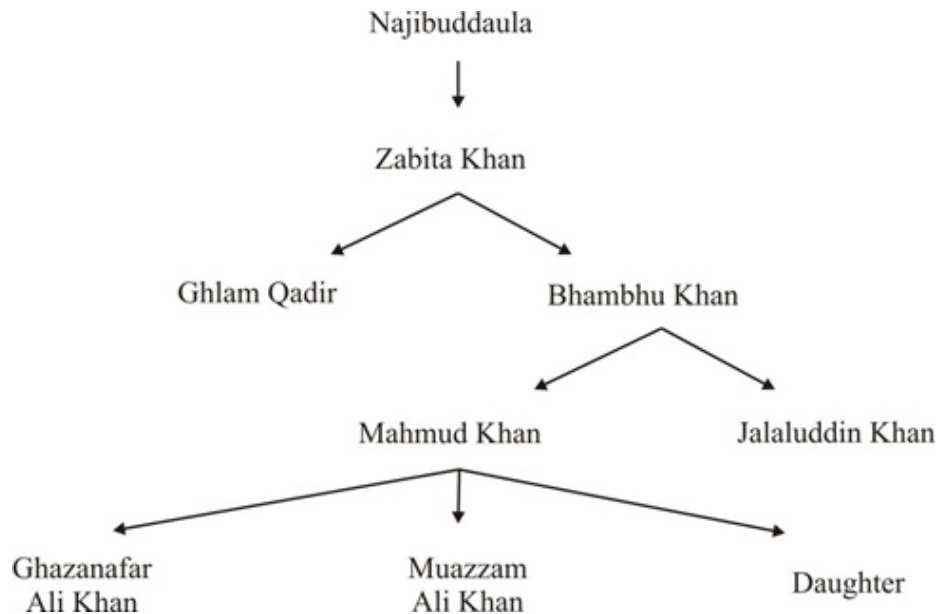 Najibuddaula
Zabita Khan
Ghlam Qadir
Bhambhu Khan
Mahmud Khan
Jalaluddin Khan
Ghazanafar
Ali Khan
Muazzam
Ali Khan
Daughter